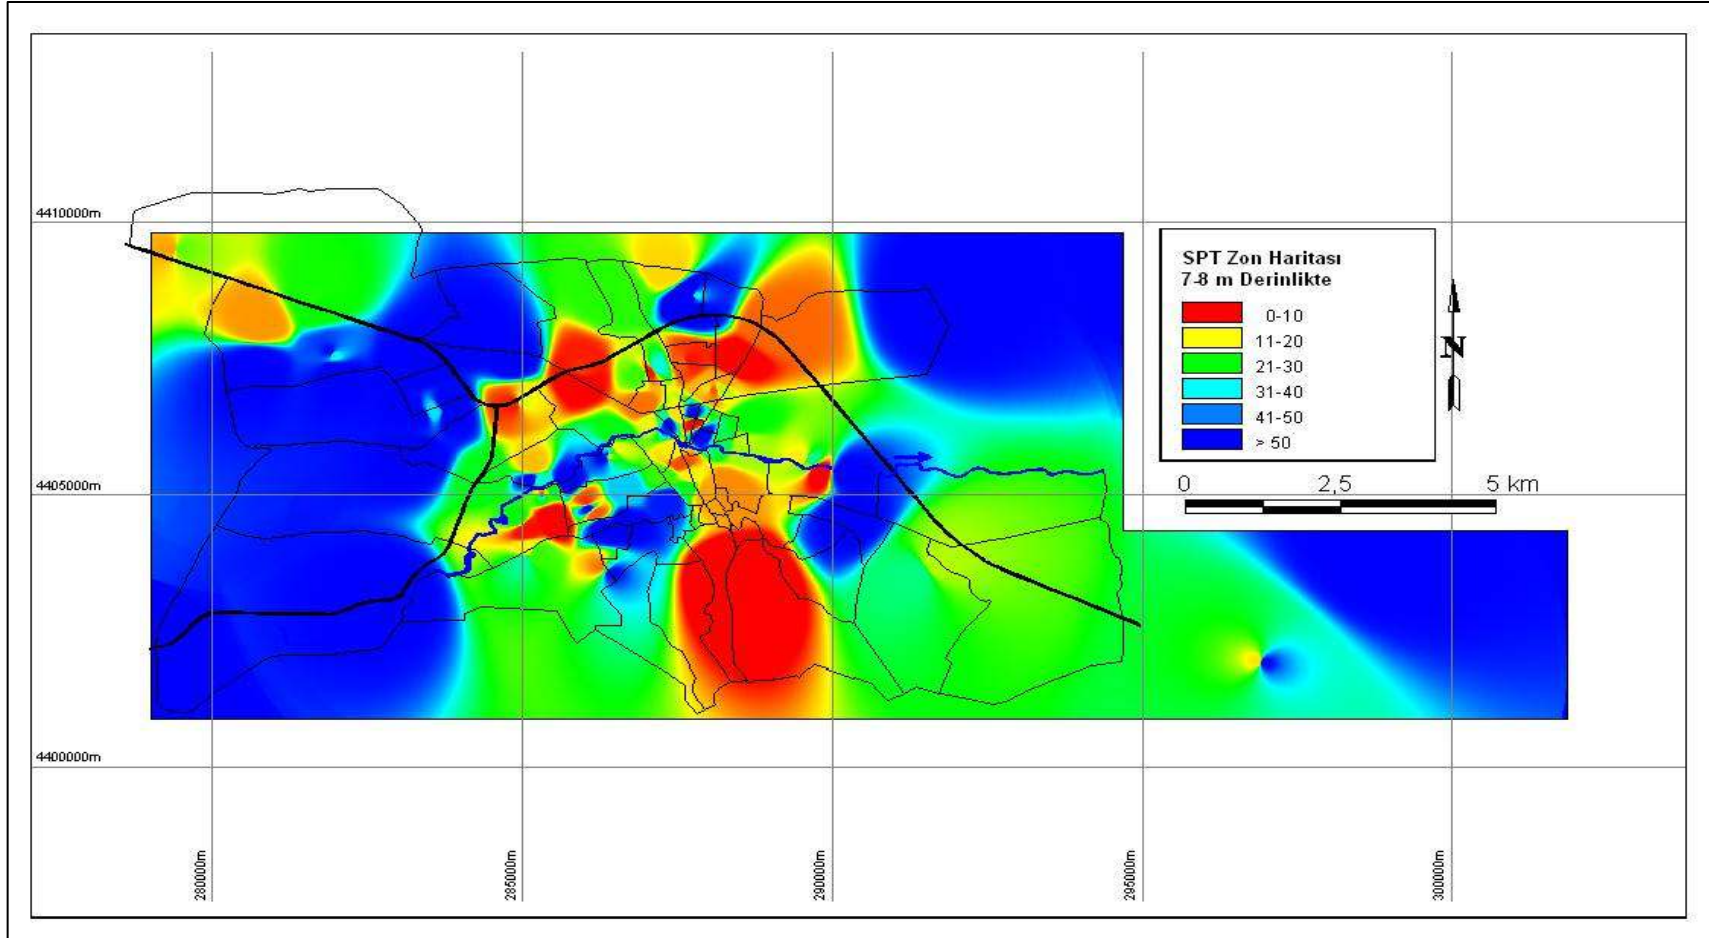 4410000m
SPT Zon Haritası
7-8 m Derinlikte
0-10
11-20
21-30
31-40
41-50
> 50
N
4405000m
0 2,5 5 km
4400000m
280000m 285000m 290000m 295000m 300000m